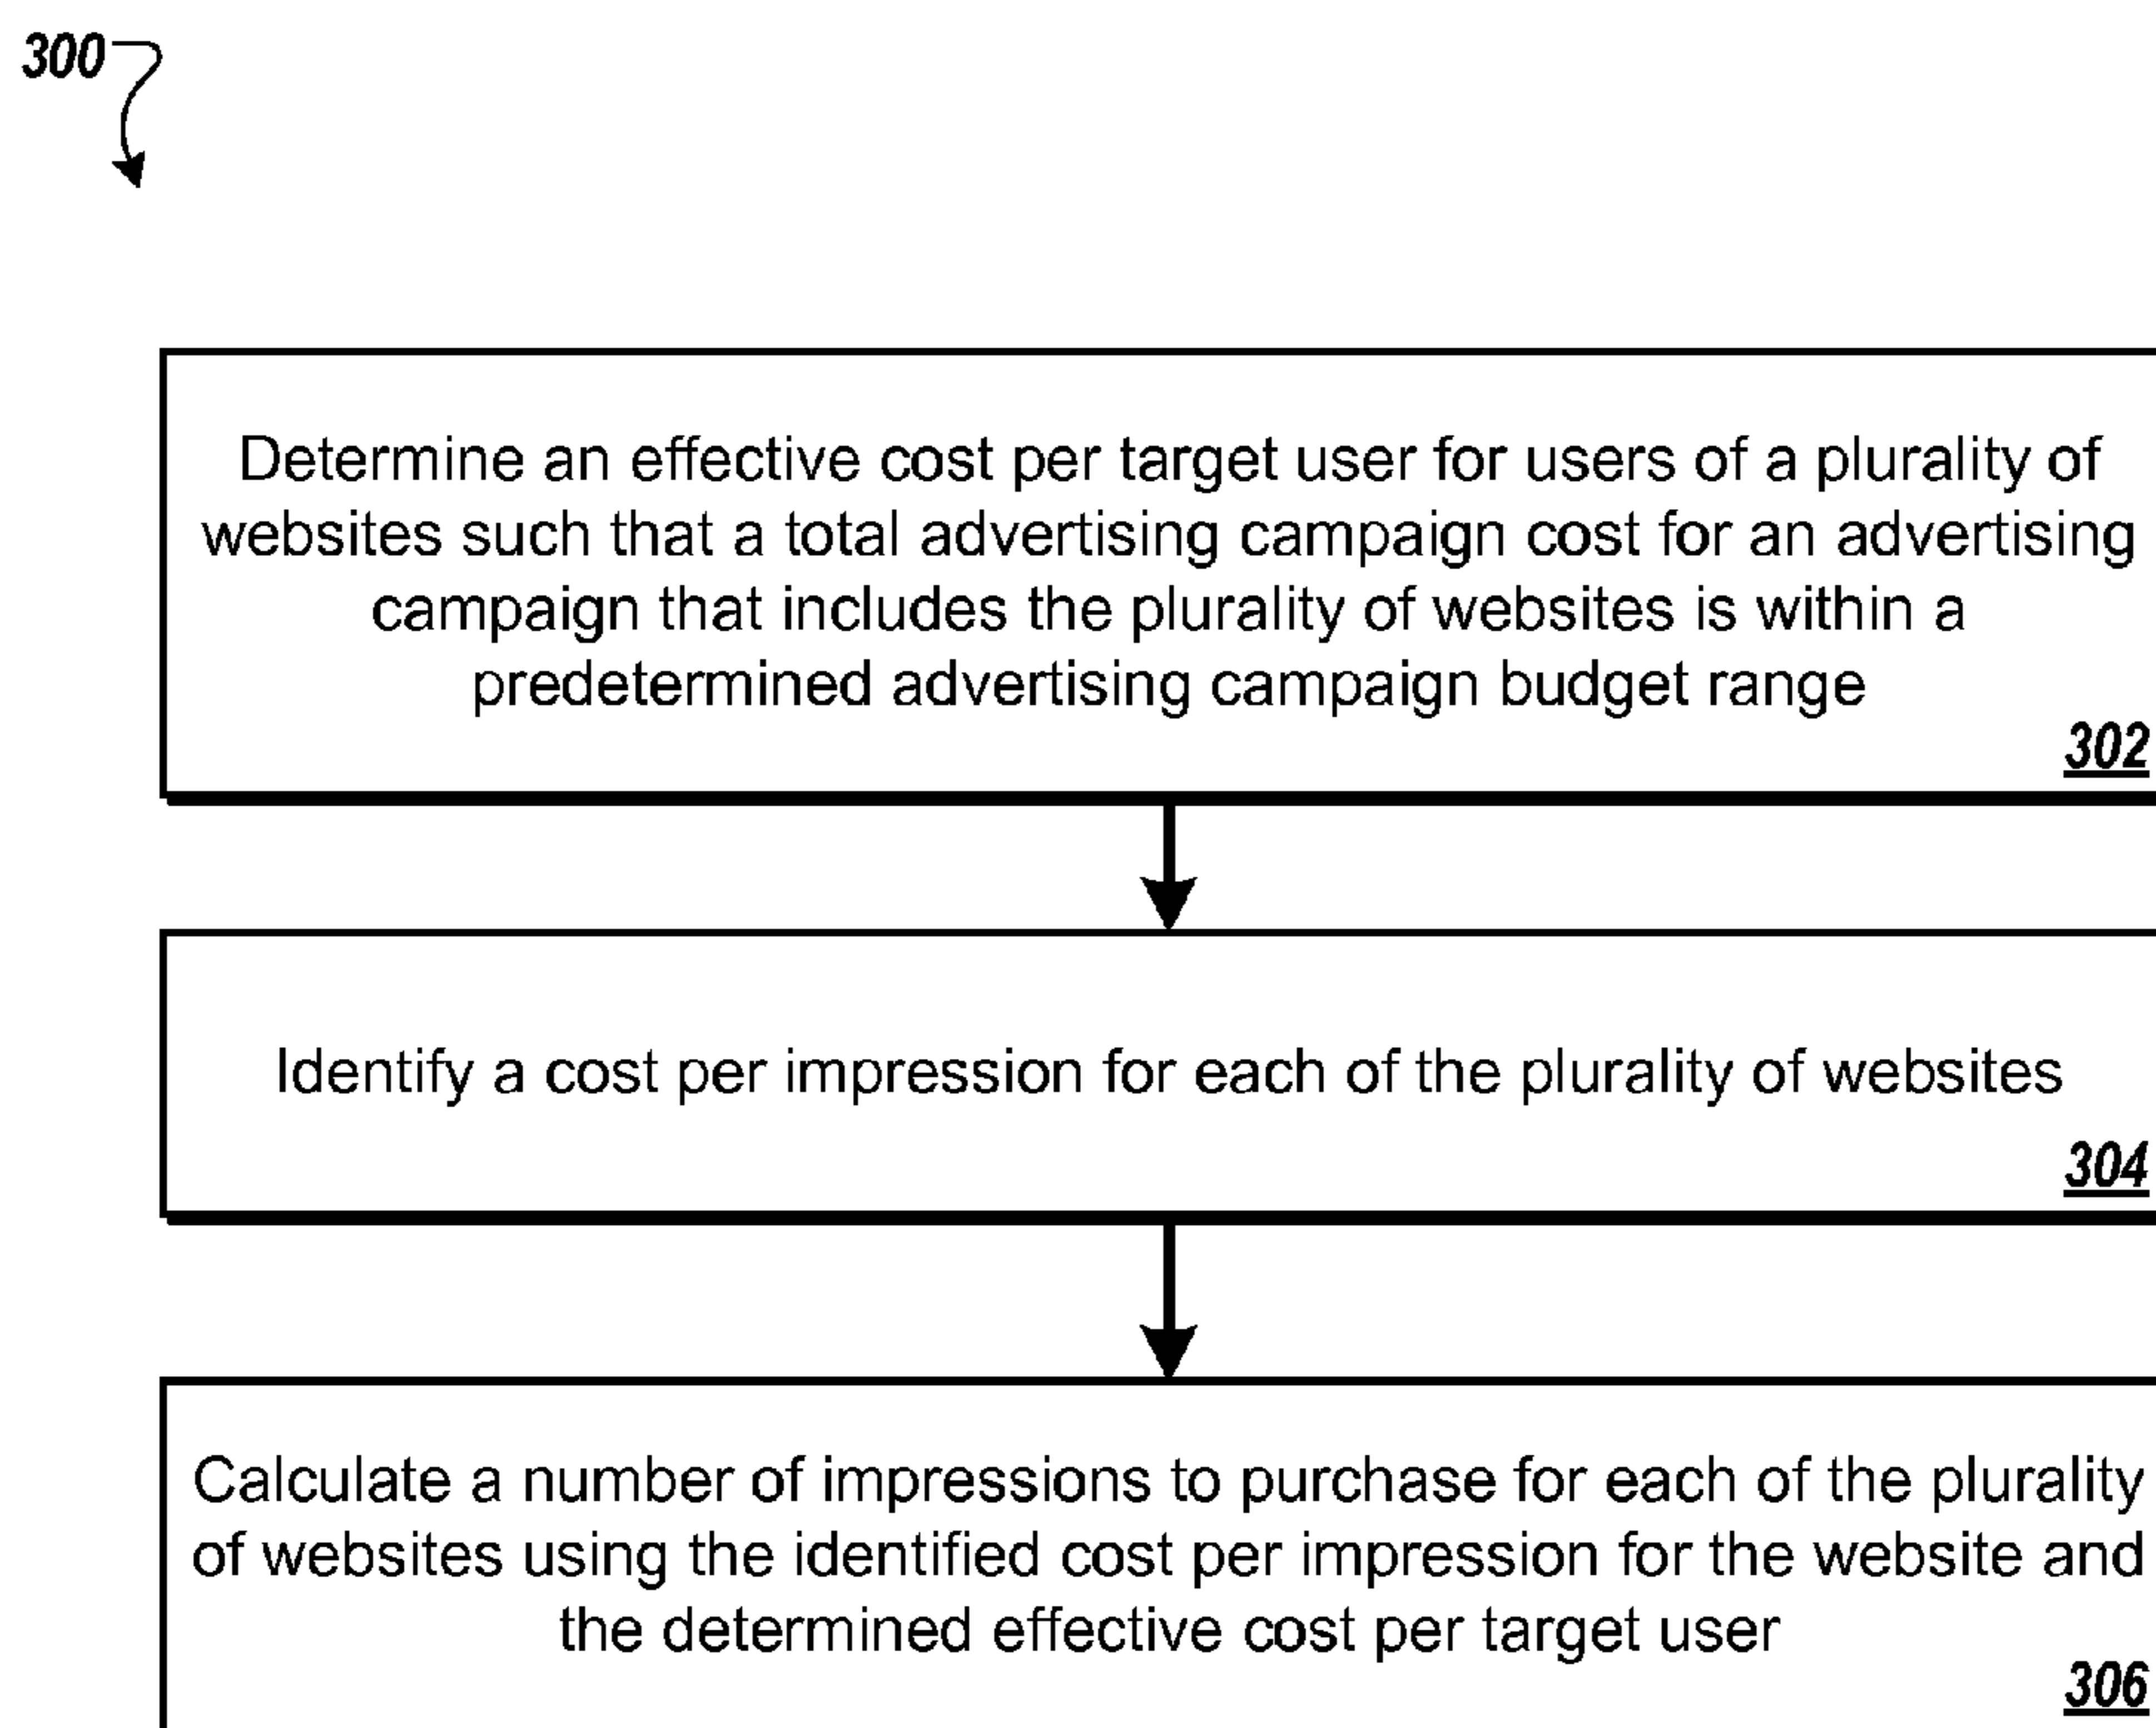 300
Determine an effective cost per target user for users of a plurality of
websites such that a total advertising campaign cost for an advertising
campaign that includes the plurality of websites is within a
predetermined advertising campaign budget range
302
Identify a cost per impression for each of the plurality of websites
304
Calculate a number of impressions to purchase for each of the plurality
of websites using the identified cost per impression for the website and
the determined effective cost per target user
306